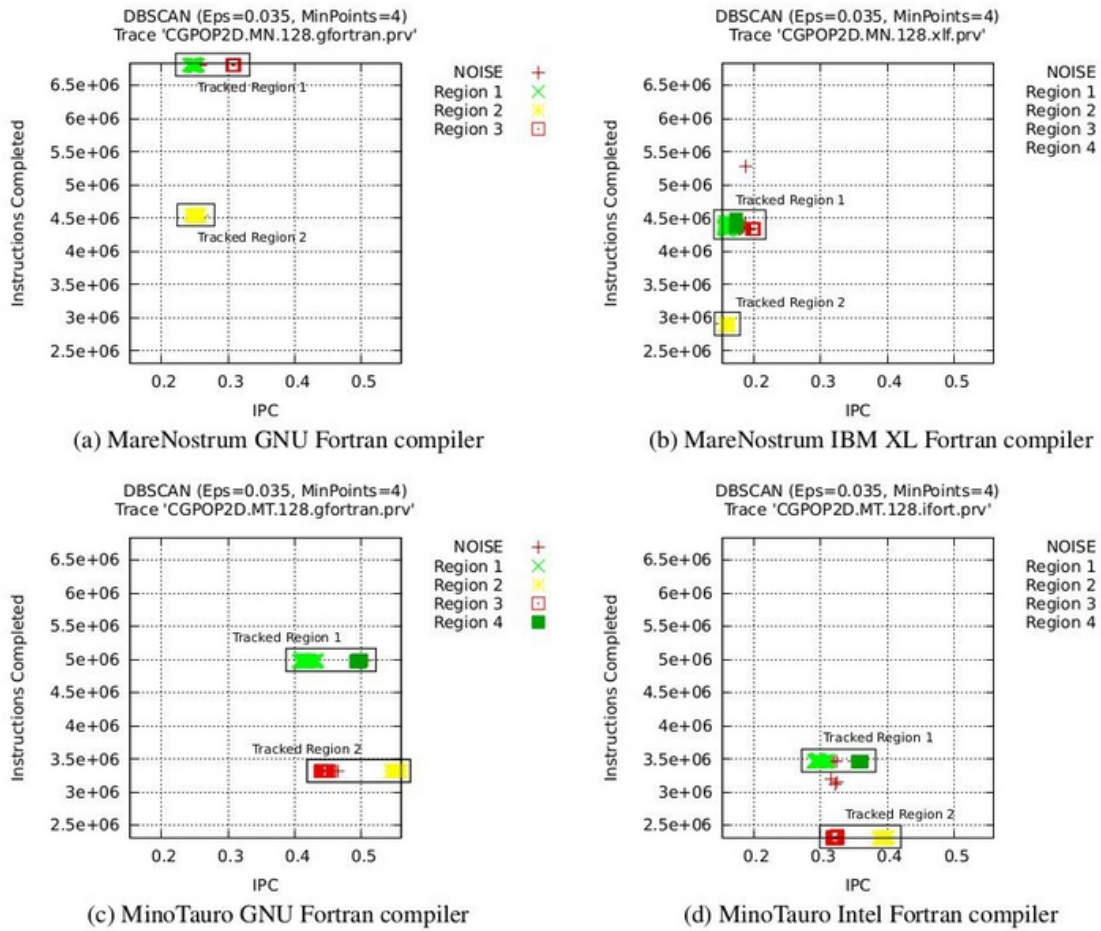 DBSCAN (Eps=0.035, MinPoints=4)
Trace 'CGPOP2D.MN.128.gfortran.prv'
6.5e+06
6e+06
5.5e+06
5e+06
4.5e+06
4e+06
3.5e+06
3e+06
2.5e+06
Instructions Completed
Tracked Region 1
Tracked Region 2
0.2 0.3 0.4 0.5
IPC
NOISE
Region 1
Region 2
Region 3
(a) MareNostrum GNU Fortran compiler
DBSCAN (Eps=0.035, MinPoints=4)
Trace 'CGPOP2D.MN.128.xlf.prv'
6.5e+06
6e+06
5.5e+06
5e+06
4.5e+06
4e+06
3.5e+06
3e+06
2.5e+06
Instructions Completed
Tracked Region 1
Tracked Region 2
0.2 0.3 0.4 0.5
IPC
NOISE
Region 1
Region 2
Region 3
Region 4
(b) MareNostrum IBM XL Fortran compiler
DBSCAN (Eps=0.035, MinPoints=4)
Trace 'CGPOP2D.MT.128.gfortran.prv'
6.5e+06
6e+06
5.5e+06
5e+06
4.5e+06
4e+06
3.5e+06
3e+06
2.5e+06
Instructions Completed
Tracked Region 1
Tracked Region 2
0.2 0.3 0.4 0.5
IPC
NOISE
Region 1
Region 2
Region 3
Region 4
(c) MinoTauro GNU Fortran compiler
DBSCAN (Eps=0.035, MinPoints=4)
Trace 'CGPOP2D.MT.128.ifort.prv'
6.5e+06
6e+06
5.5e+06
5e+06
4.5e+06
4e+06
3.5e+06
3e+06
2.5e+06
Instructions Completed
Tracked Region 1
Tracked Region 2
0.2 0.3 0.4 0.5
IPC
NOISE
Region 1
Region 2
Region 3
Region 4
(d) MinoTauro Intel Fortran compiler